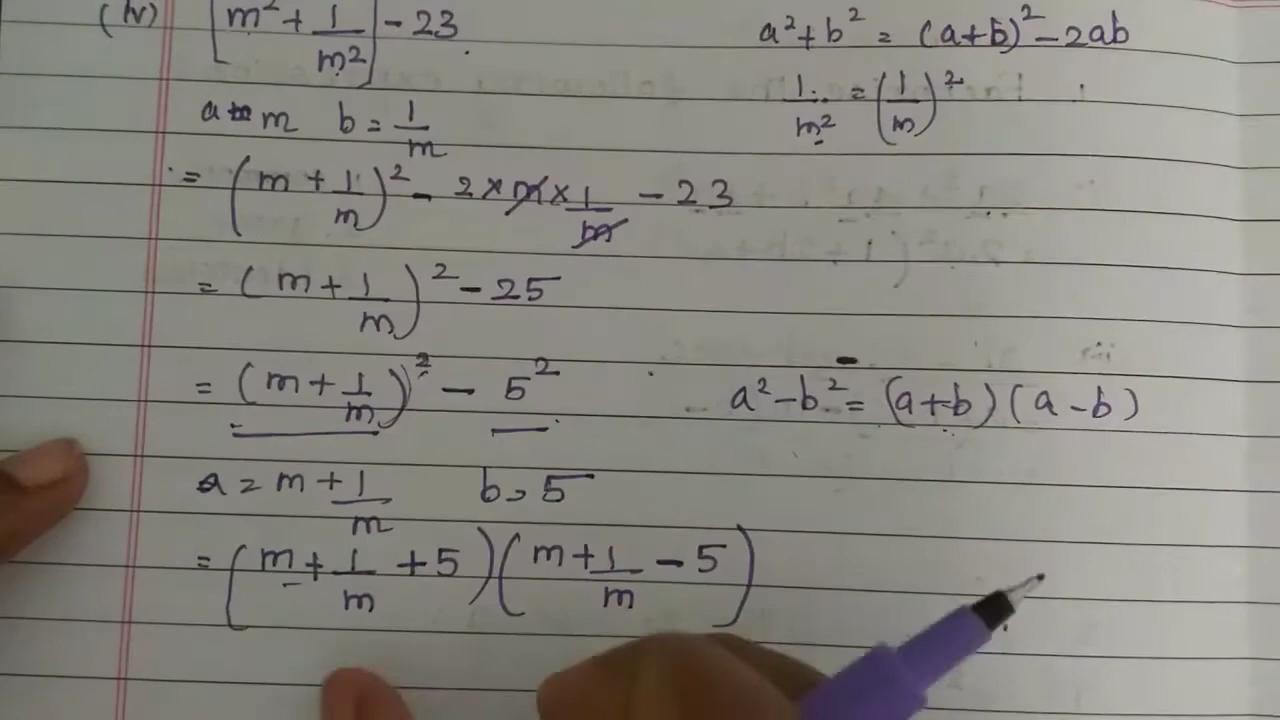 (iv) [m² + 1/m²] - 23
a² + b² = (a+b)² - 2ab
1/m² = (1/m)²
a = m b = 1/m
= (m + 1/m)² - 2 × m × 1/m - 23
= (m + 1/m)² - 25
= (m + 1/m)² - 5²
a² - b² = (a+b)(a-b)
a = m + 1/m b = 5
= (m + 1/m + 5)(m + 1/m - 5)